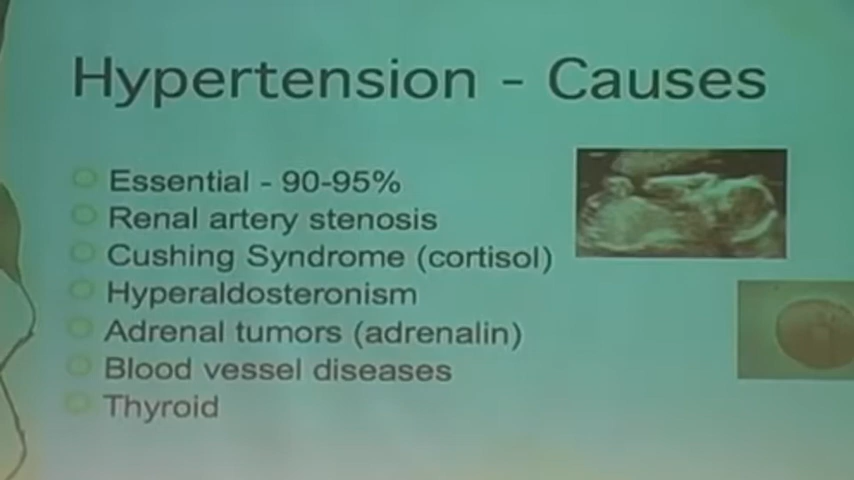 Hypertension - Causes
Essential - 90-95%
Renal artery stenosis
Cushing Syndrome (cortisol)
Hyperaldosteronism
Adrenal tumors (adrenalin)
Blood vessel diseases
Thyroid